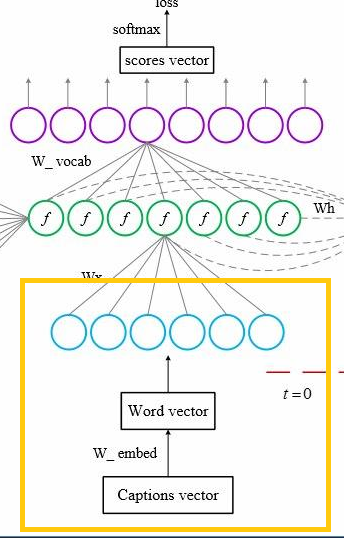 loss
softmax
scores vector
W_ vocab
f f f f f f f
Wh
Wx
t = 0
Word vector
W_ embed
Captions vector